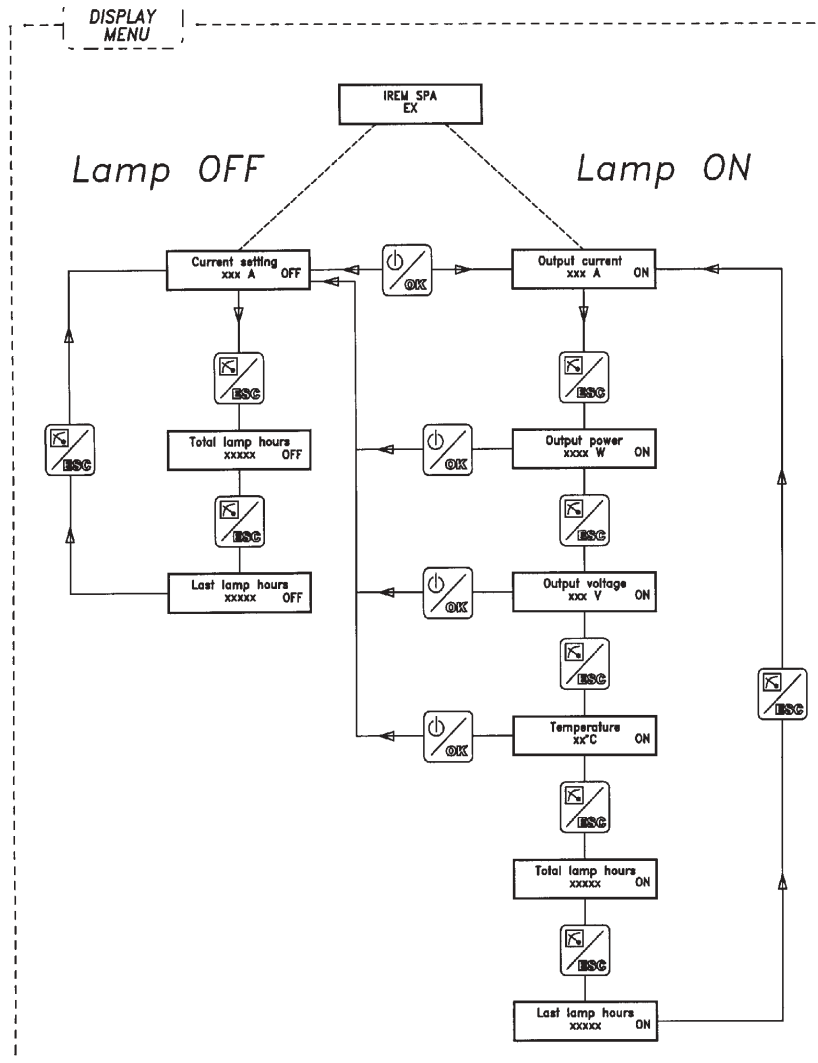 DISPLAY
MENU
IREM SPA
EX
Lamp OFF
Lamp ON
Current setting
xxx A OFF
OK
Output current
xxx A ON
ESC
ESC
ESC
Total lamp hours
xxxxx OFF
OK
Output power
xxxx W ON
ESC
ESC
Last lamp hours
xxxxx OFF
OK
Output voltage
xxx V ON
ESC
ESC
OK
Temperature
xx°C ON
ESC
Total lamp hours
xxxxx ON
ESC
Last lamp hours
xxxxx ON